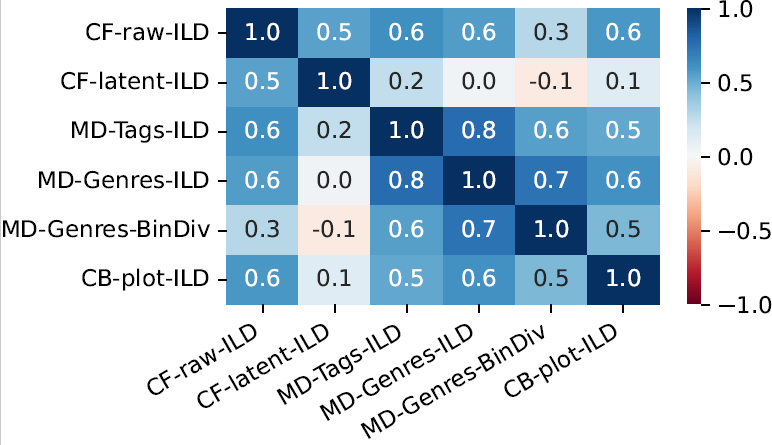 CF-raw-ILD 1.0 0.5 0.6 0.6 0.3 0.6
CF-latent-ILD 0.5 1.0 0.2 0.0 -0.1 0.1
MD-Tags-ILD 0.6 0.2 1.0 0.8 0.6 0.5
MD-Genres-ILD 0.6 0.0 0.8 1.0 0.7 0.6
MD-Genres-BinDiv 0.3 -0.1 0.6 0.7 1.0 0.5
CB-plot-ILD 0.6 0.1 0.5 0.6 0.5 1.0
CF-raw-ILD
CF-latent-ILD
MD-Tags-ILD
MD-Genres-ILD
MD-Genres-BinDiv
CB-plot-ILD
1.0
0.5
0.0
−0.5
−1.0